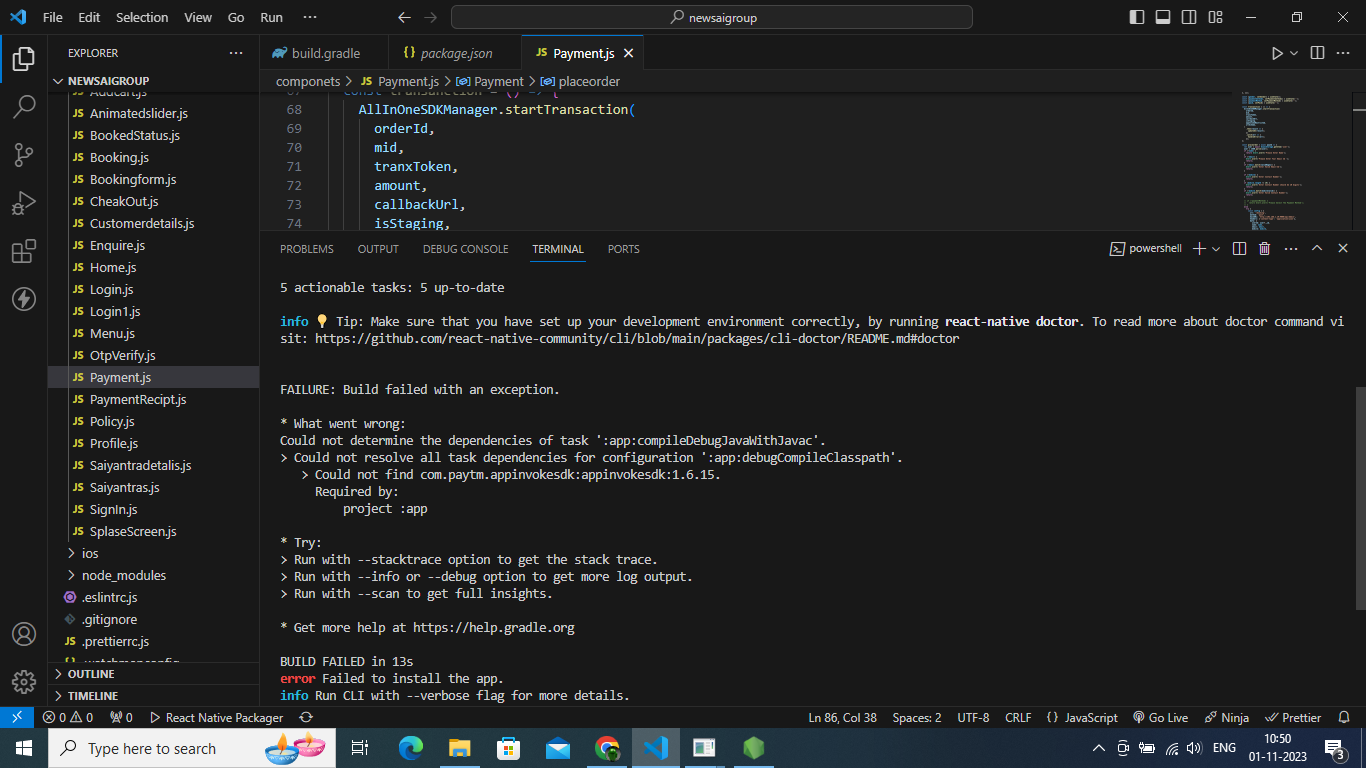 File Edit Selection View Go Run ··· newsaigroup
EXPLORER ···
build.gradle {} package.json JS Payment.js
NEWSAIGROUP
componets > JS Payment.js > Payment > placeorder
JS Addcart.js
JS Animatedslider.js
JS BookedStatus.js
JS Booking.js
JS Bookingform.js
JS CheakOut.js
JS Customerdetails.js
JS Enquire.js
JS Home.js
JS Login.js
JS Login1.js
JS Menu.js
JS OtpVerify.js
JS Payment.js
JS PaymentRecipt.js
JS Policy.js
JS Profile.js
JS Saiyantradetalis.js
JS Saiyantras.js
JS SignIn.js
JS SplaseScreen.js
> ios
> node_modules
.eslintrc.js
.gitignore
JS .prettierrc.js
{} .watchmanconfig
> OUTLINE
> TIMELINE
67 const transanction = () => {
68 AllInOneSDKManager.startTransaction(
69 orderId,
70 mid,
71 tranxToken,
72 amount,
73 callbackUrl,
74 isStaging,
PROBLEMS OUTPUT DEBUG CONSOLE TERMINAL PORTS powershell
5 actionable tasks: 5 up-to-date
info 💡 Tip: Make sure that you have set up your development environment correctly, by running react-native doctor. To read more about doctor command vi
sit: https://github.com/react-native-community/cli/blob/main/packages/cli-doctor/README.md#doctor
FAILURE: Build failed with an exception.
* What went wrong:
Could not determine the dependencies of task ':app:compileDebugJavaWithJavac'.
> Could not resolve all task dependencies for configuration ':app:debugCompileClasspath'.
> Could not find com.paytm.appinvokesdk:appinvokesdk:1.6.15.
Required by:
project :app
* Try:
> Run with --stacktrace option to get the stack trace.
> Run with --info or --debug option to get more log output.
> Run with --scan to get full insights.
* Get more help at https://help.gradle.org
BUILD FAILED in 13s
error Failed to install the app.
info Run CLI with --verbose flag for more details.
0 0 0 React Native Packager Ln 86, Col 38 Spaces: 2 UTF-8 CRLF {} JavaScript Go Live Ninja Prettier
Type here to search ENG 10:50
01-11-2023 3